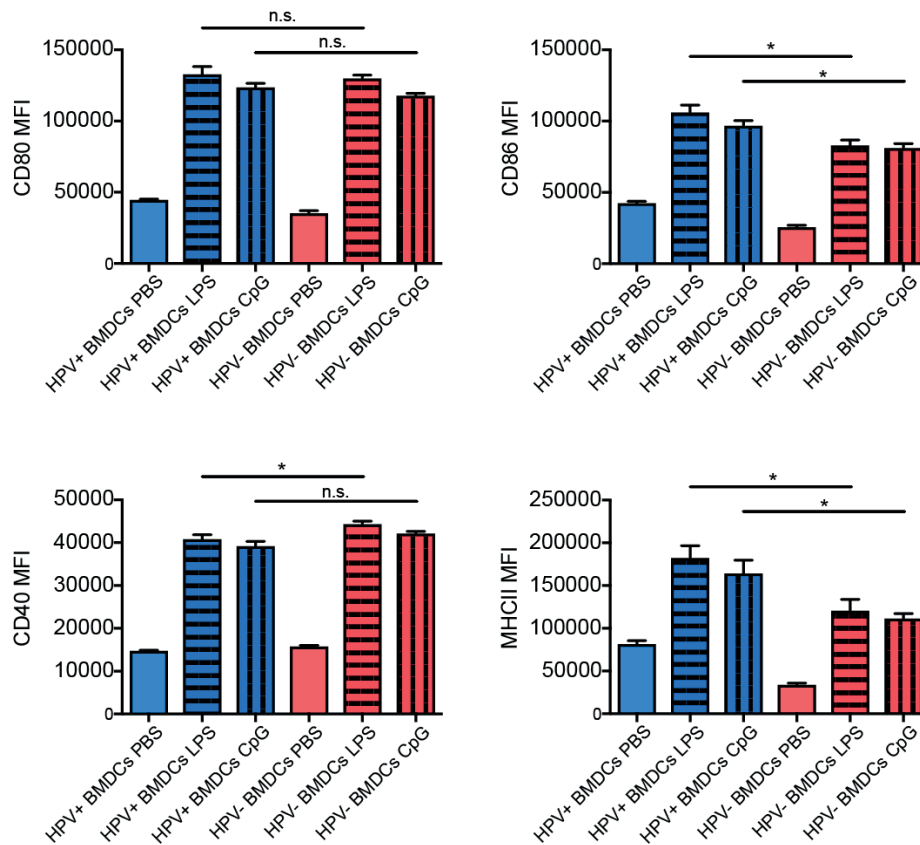 n.s.
n.s.
CD80 MFI
150000
100000
50000
0
HPV+ BMDCs PBS
HPV+ BMDCs LPS
HPV+ BMDCs CpG
HPV- BMDCs PBS
HPV- BMDCs LPS
HPV- BMDCs CpG
*
*
CD86 MFI
150000
100000
50000
0
HPV+ BMDCs PBS
HPV+ BMDCs LPS
HPV+ BMDCs CpG
HPV- BMDCs PBS
HPV- BMDCs LPS
HPV- BMDCs CpG
*
n.s.
CD40 MFI
50000
40000
30000
20000
10000
0
HPV+ BMDCs PBS
HPV+ BMDCs LPS
HPV+ BMDCs CpG
HPV- BMDCs PBS
HPV- BMDCs LPS
HPV- BMDCs CpG
*
*
MHCII MFI
250000
200000
150000
100000
50000
0
HPV+ BMDCs PBS
HPV+ BMDCs LPS
HPV+ BMDCs CpG
HPV- BMDCs PBS
HPV- BMDCs LPS
HPV- BMDCs CpG